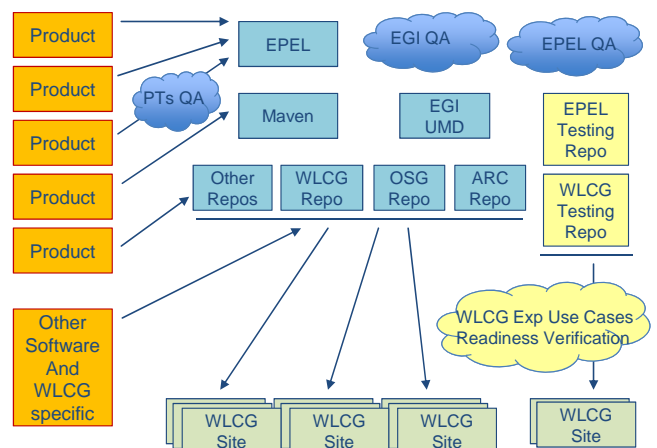 Product
Product
Product
Product
Product
Other
Software
And
WLCG
specific
PTs QA
EPEL
Maven
EGI QA
EPEL QA
EGI
UMD
Other
Repos
WLCG
Repo
OSG
Repo
ARC
Repo
EPEL
Testing
Repo
WLCG
Testing
Repo
WLCG Exp Use Cases
Readiness Verification
WLCG
Site
WLCG
Site
WLCG
Site
WLCG
Site